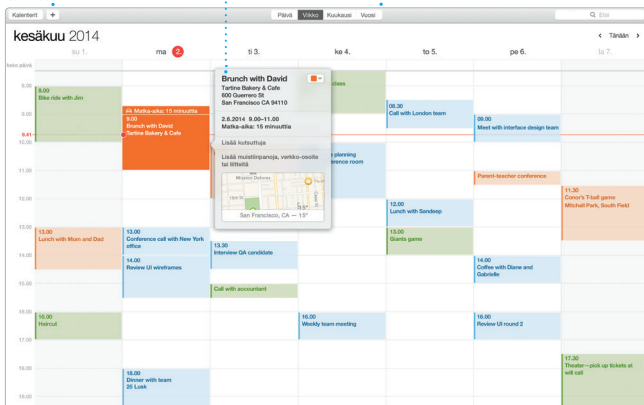 Kalenterit +
Päivä Viikko Kuukausi Vuosi
Etsi
kesäkuu 2014
< Tänään >
su 1.
ma 2.
ti 3.
ke 4.
to 5.
pe 6.
la 7.
koko päivä
8.00
9.00
9.41
10.00
11.00
12.00
13.00
14.00
15.00
16.00
17.00
18.00
19.00
8.00
Bike ride with Jim
13.00
Lunch with Mom and Dad
16.00
Haircut
Matka-aika: 15 minuuttia
9.00
Brunch with David
Tartine Bakery & Cafe
13.00
Conference call with New York
office
14.00
Review UI wireframes
18.00
Dinner with team
25 Lusk
Brunch with David
Tartine Bakery & Cafe
600 Guerrero St
San Francisco CA 94110
2.6.2014 9.00–11.00
Matka-aika: 15 minuuttia
Lisää kutsuttuja
Lisää muistiinpanoja, verkko-osoite
tai liitteitä
Mission Dolores
San Francisco, CA — 15°
13.30
Interview QA candidate
Call with accountant
planning
16.00
Weekly team meeting
08.30
Call with London team
12.00
Lunch with Sandeep
13.00
Giants game
09.00
Meet with interface design team
Parent-teacher conference
14.00
Coffee with Diane and
Gabrielle
16.00
Review UI round 2
11.30
Conor's T-ball game
Mitchell Park, South Field
17.30
Theater—pick up tickets at
will call